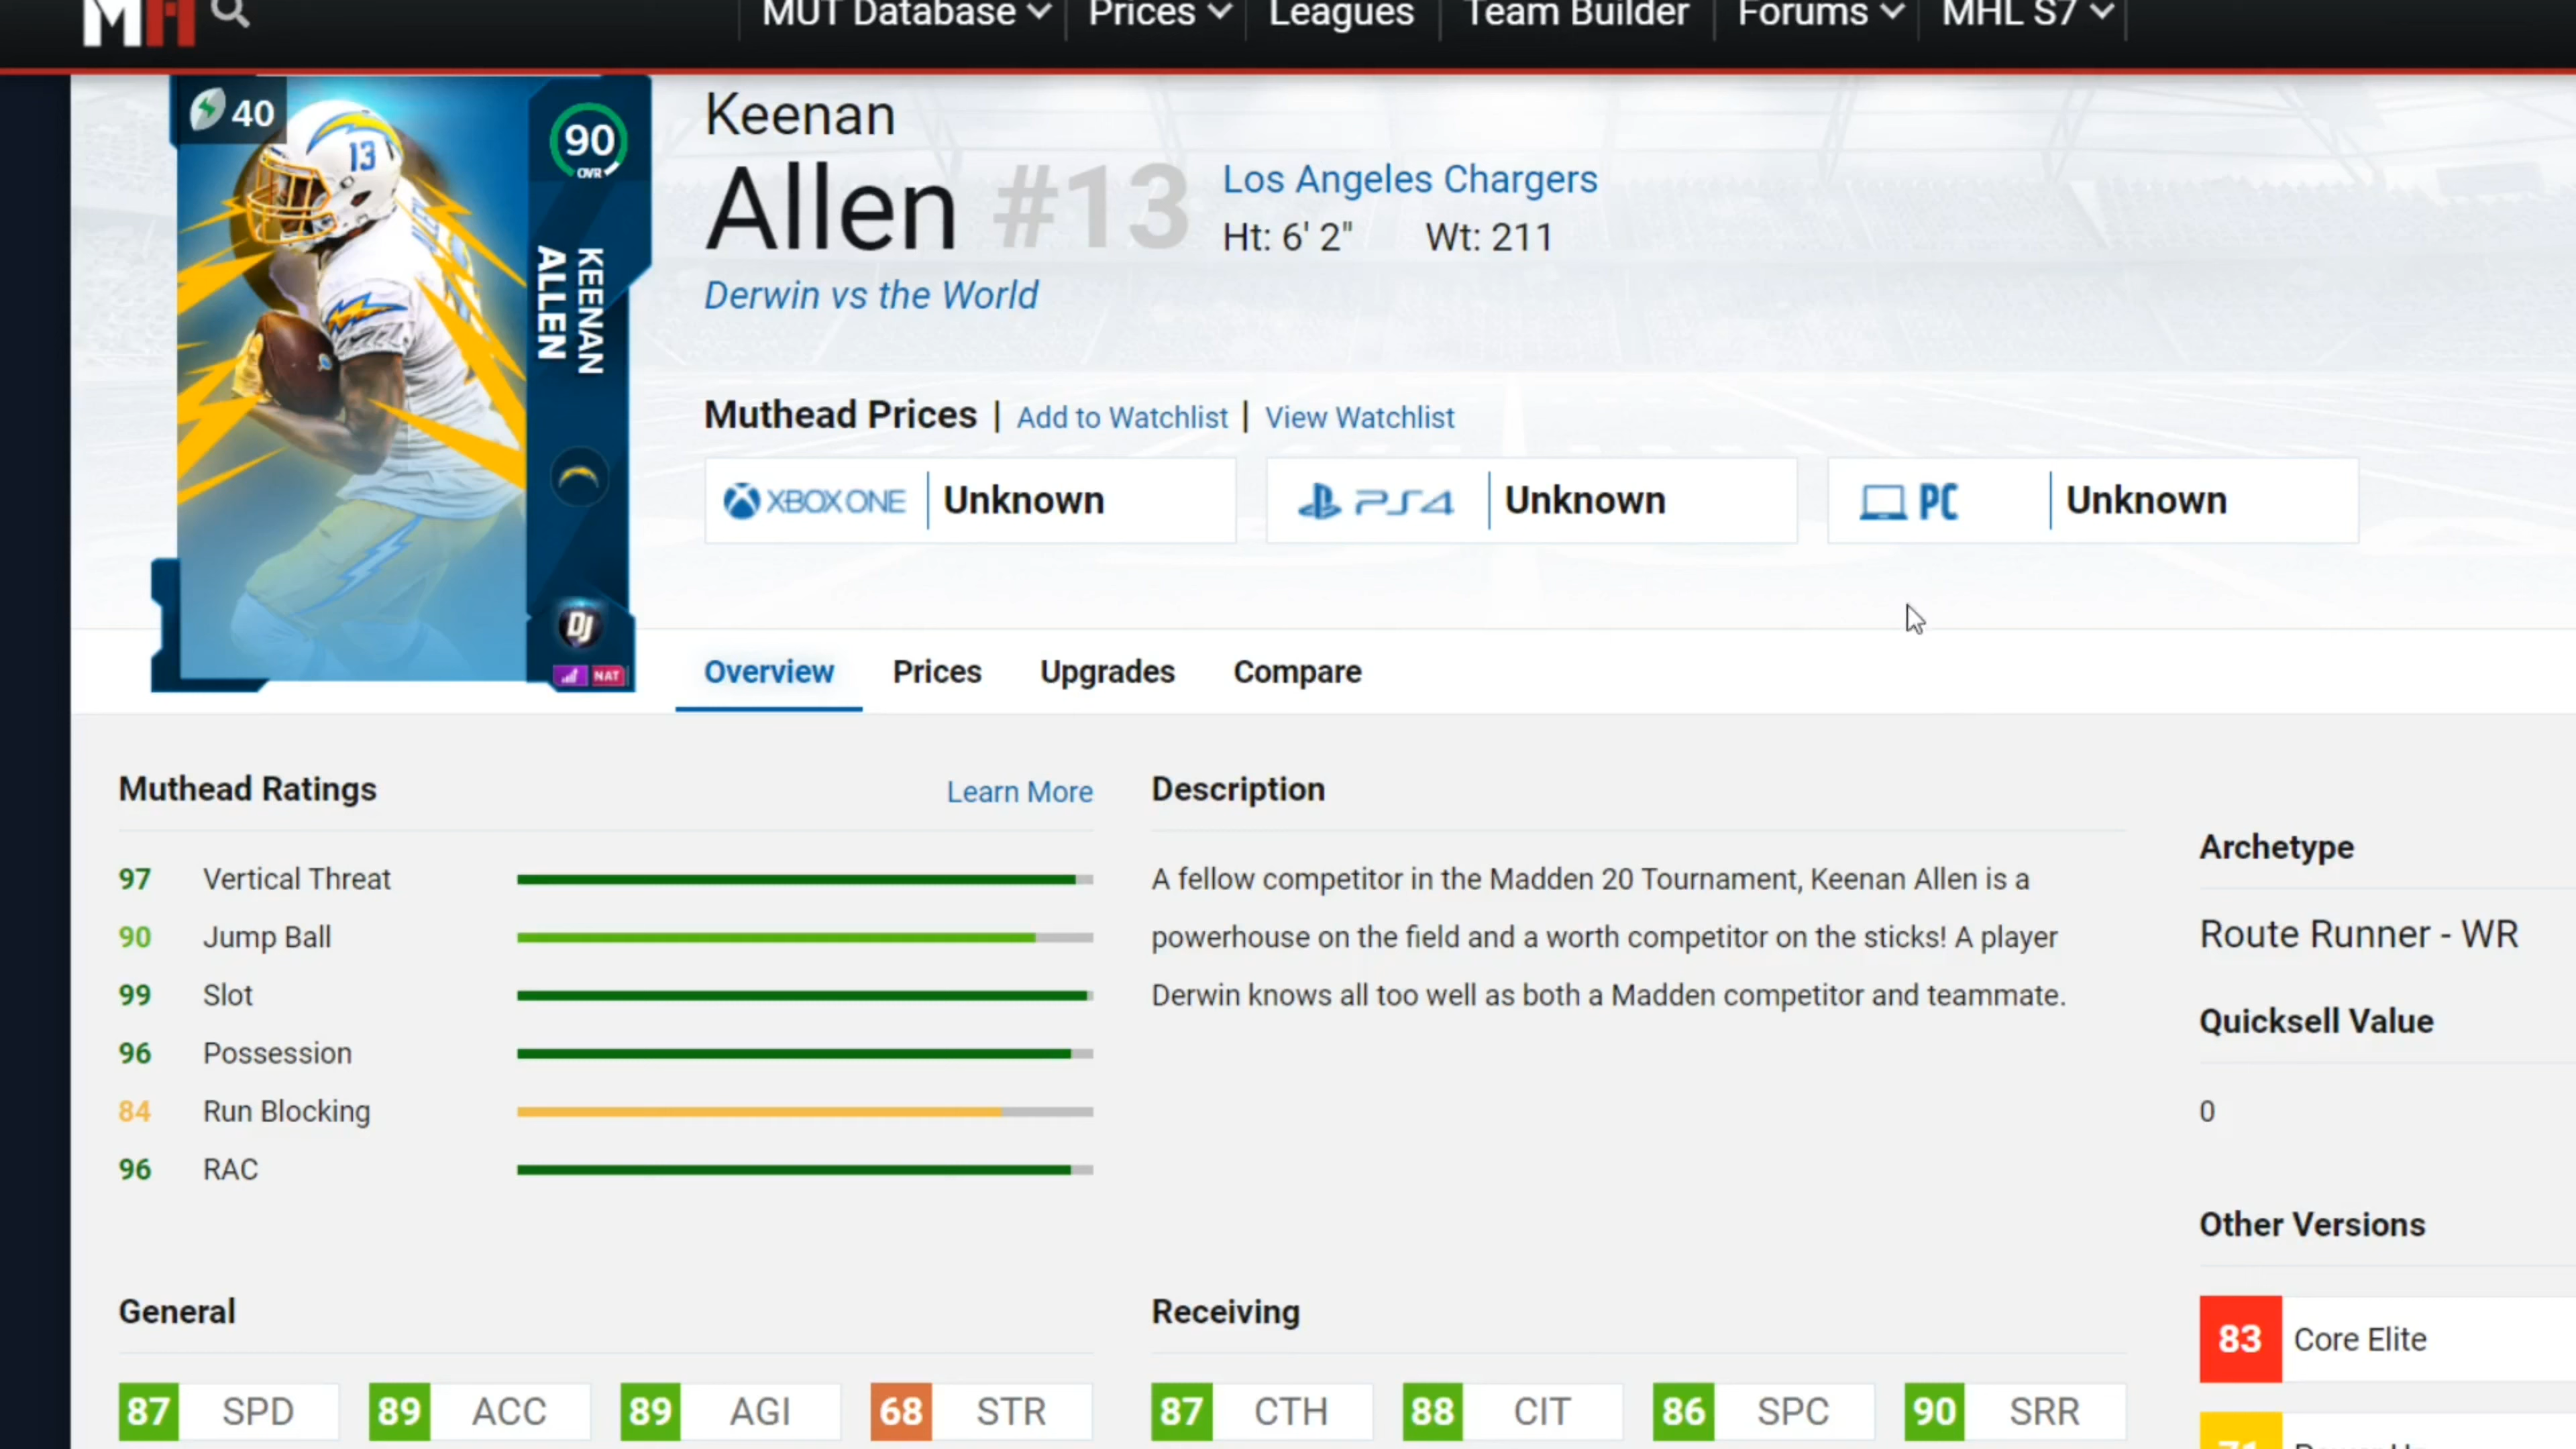 MH
MUT Database
Prices
Leagues
Team Builder
Forums
MHL S7
40
13
90
OVR
KEENAN
ALLEN
DJ
NAT
Keenan
Allen #13
Los Angeles Chargers
Ht: 6' 2" Wt: 211
Derwin vs the World
Muthead Prices | Add to Watchlist | View Watchlist
XBOX ONE Unknown
PS4 Unknown
PC Unknown
Overview Prices Upgrades Compare
Muthead Ratings Learn More
97 Vertical Threat
90 Jump Ball
99 Slot
96 Possession
84 Run Blocking
96 RAC
Description
A fellow competitor in the Madden 20 Tournament, Keenan Allen is a
powerhouse on the field and a worth competitor on the sticks! A player
Derwin knows all too well as both a Madden competitor and teammate.
Archetype
Route Runner - WR
Quicksell Value
0
Other Versions
83 Core Elite
General
87 SPD 89 ACC 89 AGI 68 STR
Receiving
87 CTH 88 CIT 86 SPC 90 SRR